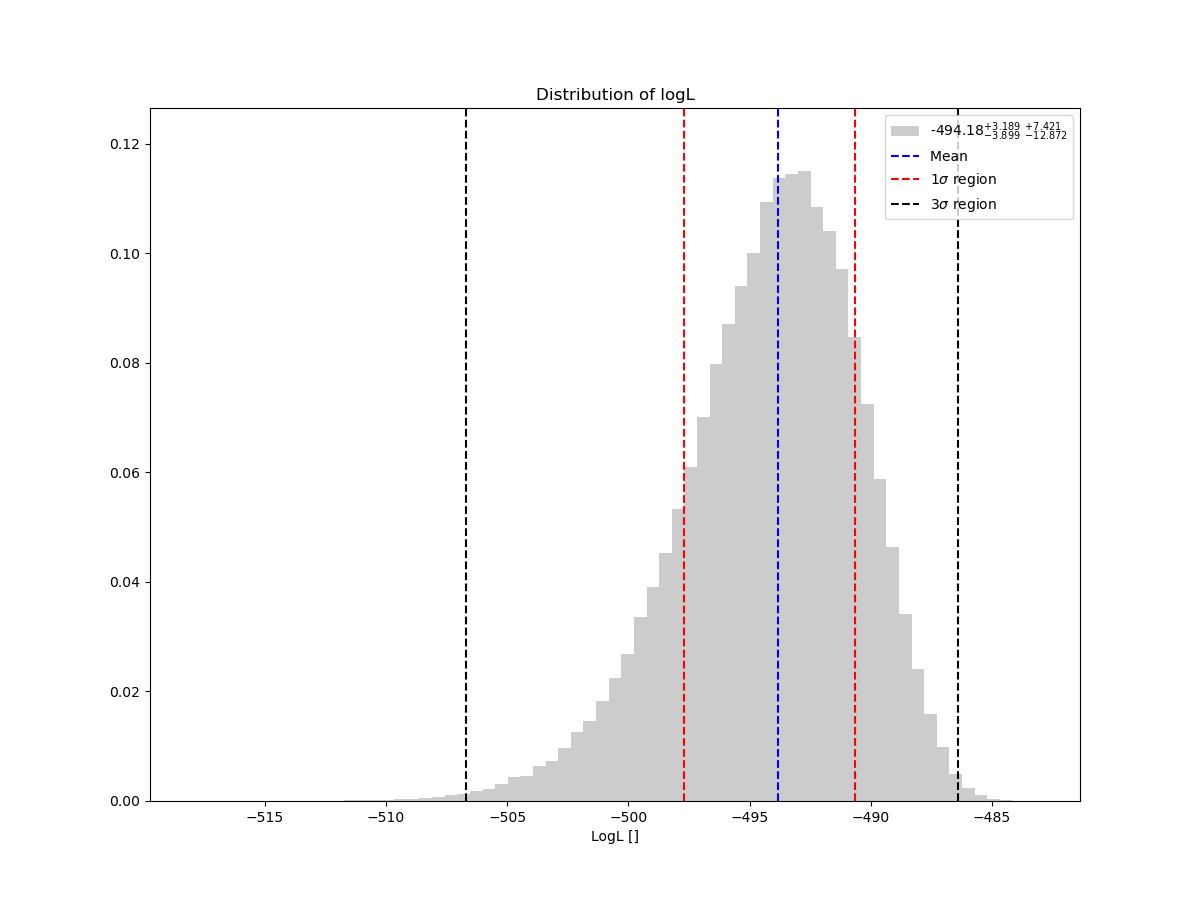 Distribution of logL
-494.18+3.189 +7.421
−3.899 −12.872
Mean
1σ region
3σ region
0.12
0.10
0.08
0.06
0.04
0.02
0.00
−515 −510 −505 −500 −495 −490 −485
LogL []